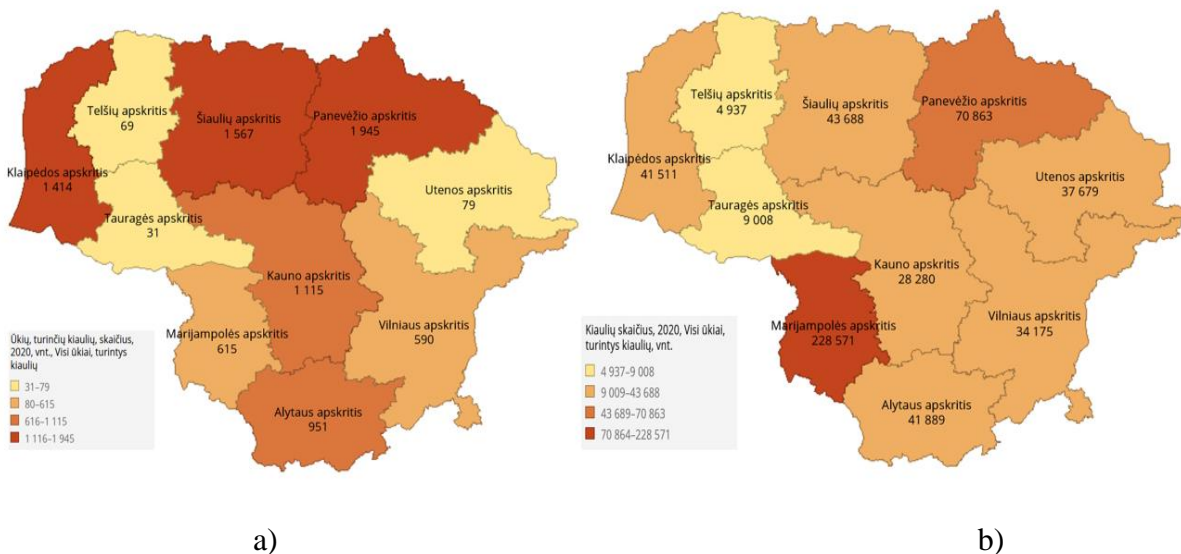 Telšių apskritis
69
Šiaulių apskritis
1 567
Panevėžio apskritis
1 945
Klaipėdos apskritis
1 414
Utenos apskritis
79
Tauragės apskritis
31
Kauno apskritis
1 115
Marijampolės apskritis
615
Vilniaus apskritis
590
Alytaus apskritis
951
Ūkių, turinčių kiaulių, skaičius,
2020, vnt., Visi ūkiai, turintys
kiaulių
31–79
80–615
616–1 115
1 116–1 945
a)
Telšių apskritis
4 937
Šiaulių apskritis
43 688
Panevėžio apskritis
70 863
Klaipėdos apskritis
41 511
Utenos apskritis
37 679
Tauragės apskritis
9 008
Kauno apskritis
28 280
Marijampolės apskritis
228 571
Vilniaus apskritis
34 175
Alytaus apskritis
41 889
Kiaulių skaičius, 2020, Visi ūkiai,
turintys kiaulių, vnt.
4 937–9 008
9 009–43 688
43 689–70 863
70 864–228 571
b)